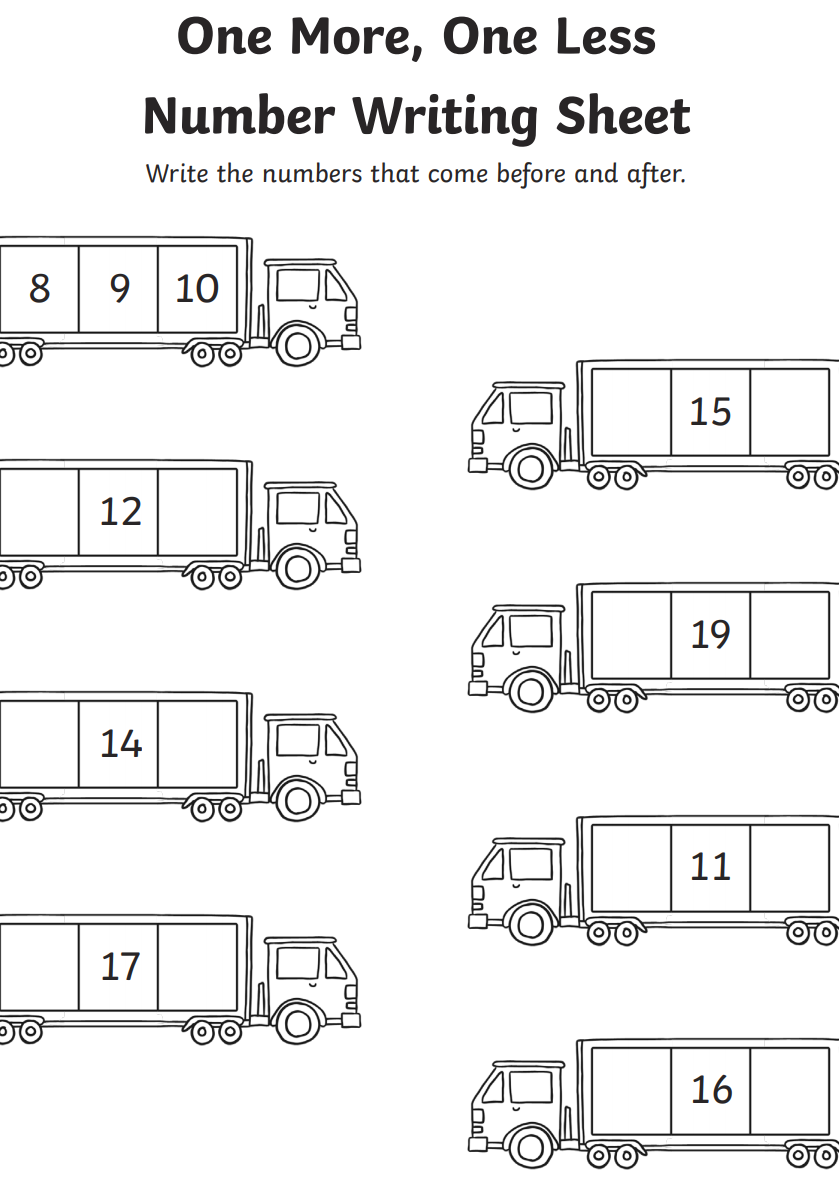 One More, One Less
Number Writing Sheet
Write the numbers that come before and after.
8 9 10
15
12
19
14
11
17
16